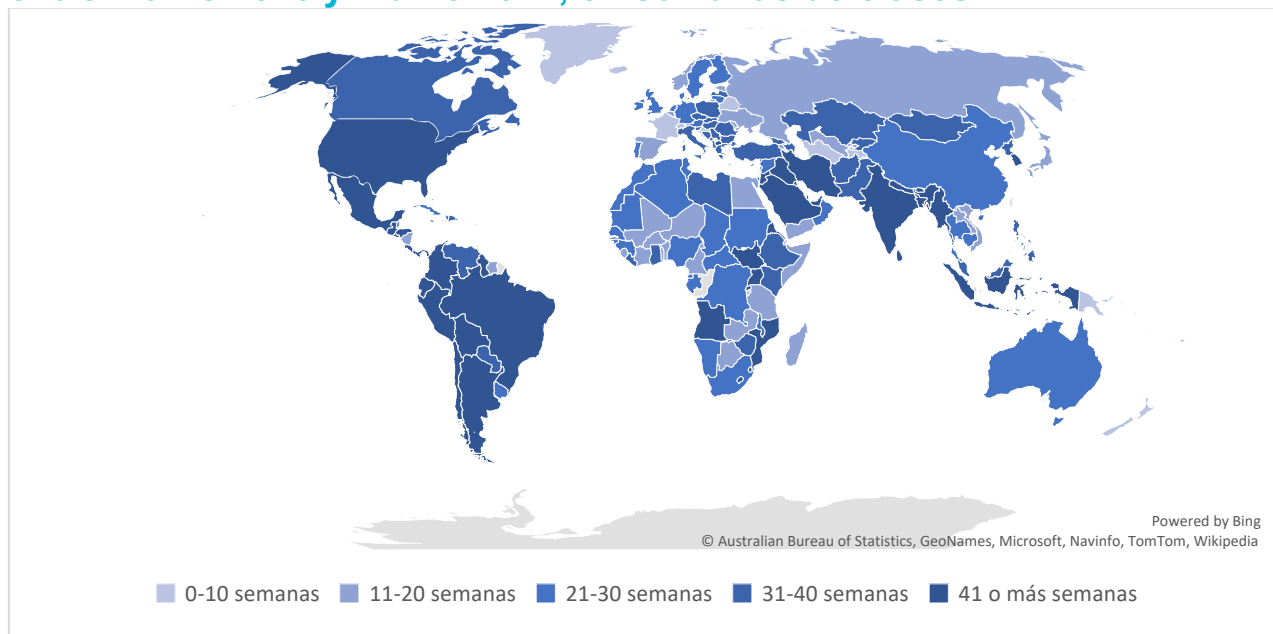 Powered by Bing
© Australian Bureau of Statistics, GeoNames, Microsoft, Navinfo, TomTom, Wikipedia
0-10 semanas
11-20 semanas
21-30 semanas
31-40 semanas
41 o más semanas